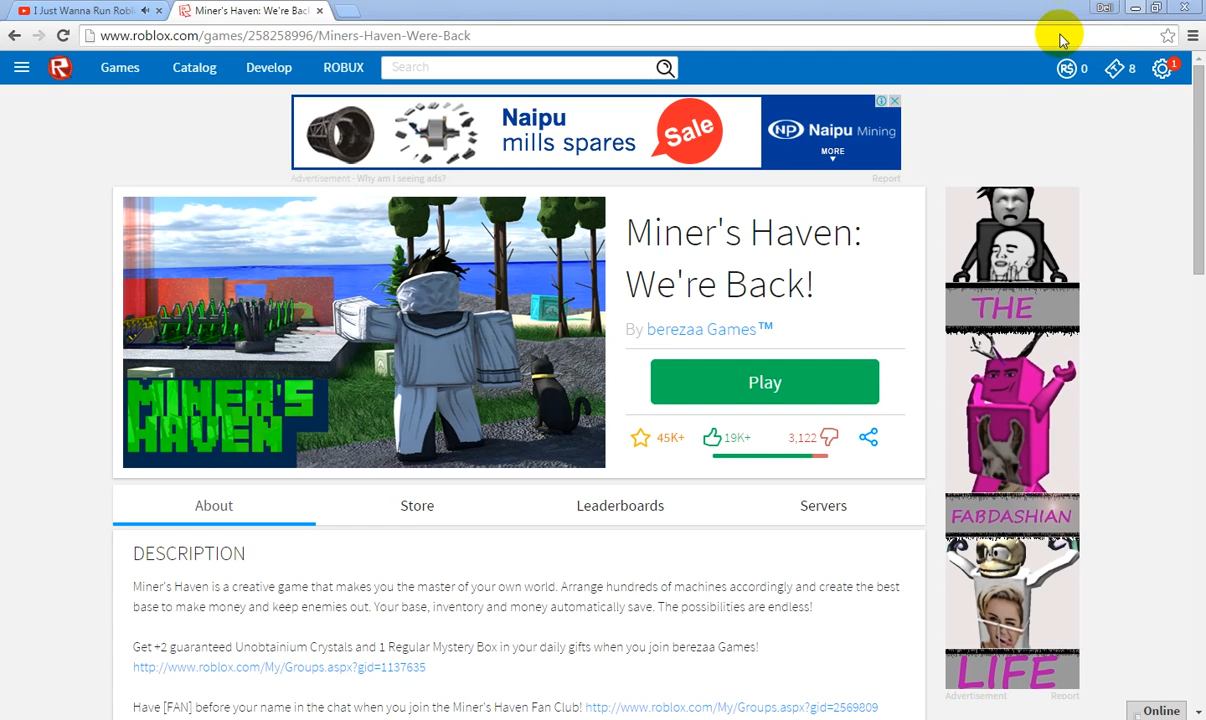 I Just Wanna Run Robl
Miner's Haven: We're Bac
Dell
www.roblox.com/games/258258996/Miners-Haven-Were-Back
R
Games
Catalog
Develop
ROBUX
Search
R$ 0
8
1
Naipu
mills spares
Sale
NP Naipu Mining
MORE
Advertisement - Why am i seeing ads?
Report
MINER'S
HAVEN
Miner's Haven:
We're Back!
By berezaa Games™
Play
45K+
19K+
3,122
About
Store
Leaderboards
Servers
DESCRIPTION
Miner's Haven is a creative game that makes you the master of your own world. Arrange hundreds of machines accordingly and create the best
base to make money and keep enemies out. Your base, inventory and money automatically save. The possibilities are endless!
Get +2 guaranteed Unobtainium Crystals and 1 Regular Mystery Box in your daily gifts when you join berezaa Games!
http://www.roblox.com/My/Groups.aspx?gid=1137635
Have [FAN] before your name in the chat when you join the Miner's Haven Fan Club! http://www.roblox.com/My/Groups.aspx?gid=2569809
THE
FABDASHIAN
LIFE
Advertisement
Report
Online